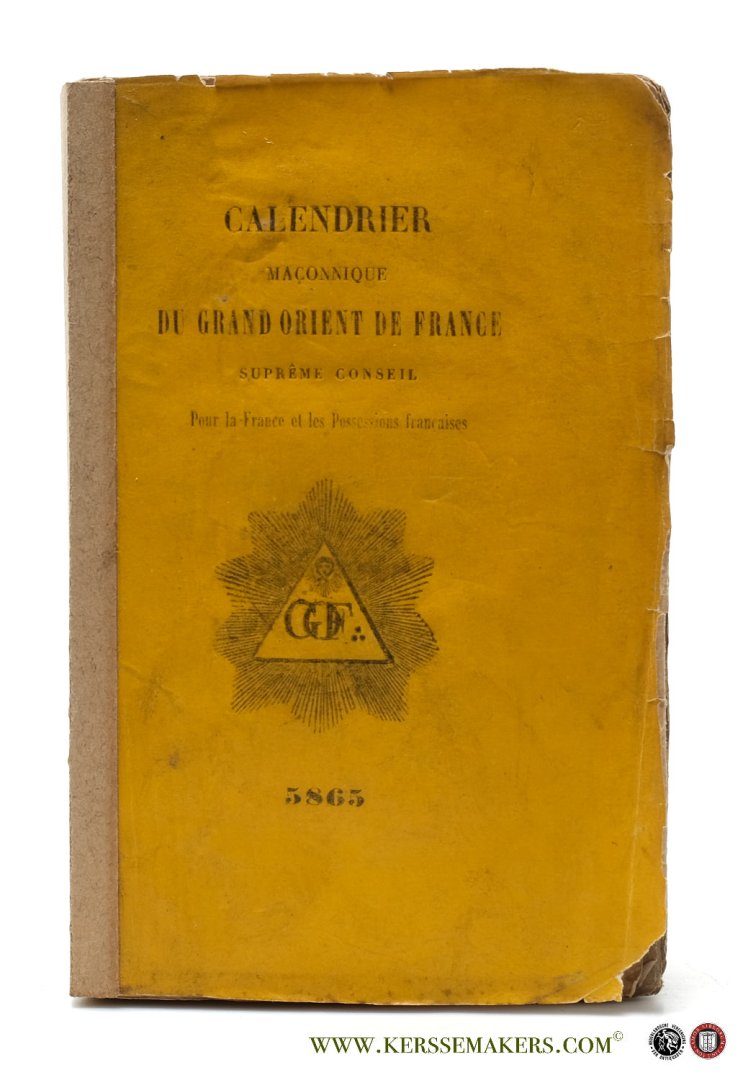 CALENDRIER
MAÇONNIQUE
DU GRAND ORIENT DE FRANCE
SUPRÊME CONSEIL
Pour la France et les Possessions françaises
GODF
5865
WWW.KERSSEMAKERS.COM©